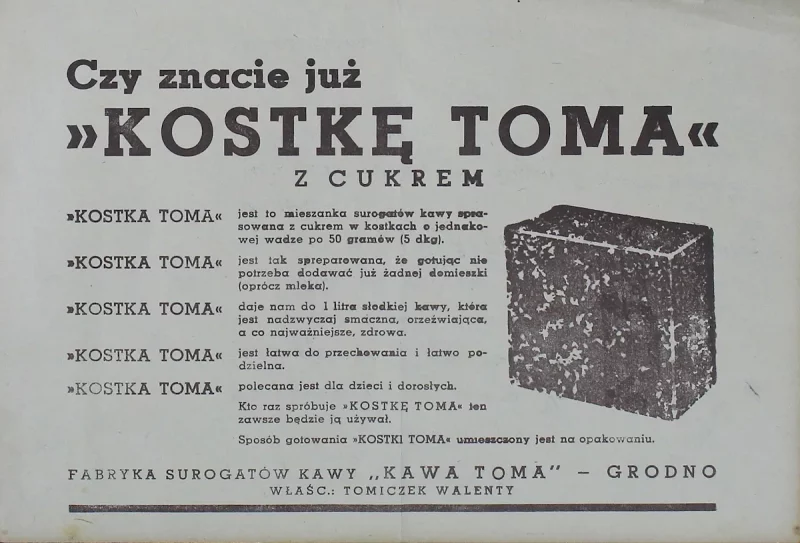 Czy znacie już
»KOSTKĘ TOMA«
Z CUKREM
»KOSTKA TOMA« jest to mieszanka surogatów kawy spra-
sowana z cukrem w kostkach o jednako-
wej wadze po 50 gramów (5 dkg).
»KOSTKA TOMA« jest tak spreparowana, że gotując nie
potrzeba dodawać już żadnej domieszki
(oprócz mleka).
»KOSTKA TOMA« daje nam do 1 litra słodkiej kawy, która
jest nadzwyczaj smaczna, orzeźwiająca,
a co najważniejsze, zdrowa.
»KOSTKA TOMA« jest łatwa do przechowania i łatwo po-
dzielna.
»KOSTKA TOMA« polecana jest dla dzieci i dorosłych.
Kto raz spróbuje »KOSTKĘ TOMA« ten
zawsze będzie ją używał.
Sposób gotowania »KOSTKI TOMA« umieszczony jest na opakowaniu.
FABRYKA SUROGATÓW KAWY „KAWA TOMA" – GRODNO
WŁAŚC.: TOMICZEK WALENTY